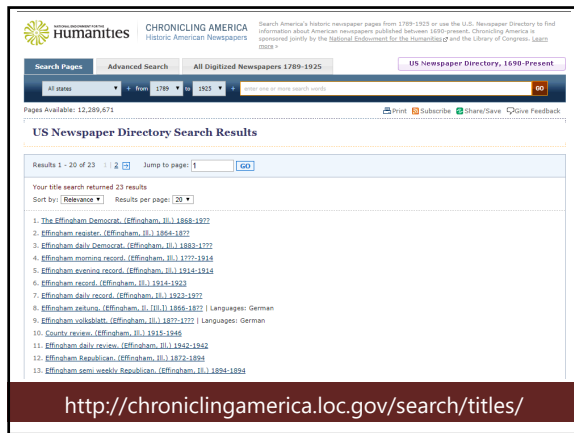 NATIONAL ENDOWMENT FOR THE
Humanities
CHRONICLING AMERICA
Historic American Newspapers
Search America's historic newspaper pages from 1789-1925 or use the U.S. Newspaper Directory to find
information about American newspapers published between 1690-present. Chronicling America is
sponsored jointly by the National Endowment for the Humanities and the Library of Congress. Learn
more »
Search Pages
Advanced Search
All Digitized Newspapers 1789-1925
US Newspaper Directory, 1690-Present
All states + from 1789 to 1925 + enter one or more search words GO
Pages Available: 12,289,671
Print Subscribe Share/Save Give Feedback
US Newspaper Directory Search Results
Results 1 - 20 of 23 | 2 Jump to page: 1 GO
Your title search returned 23 results
Sort by: Relevance Results per page: 20
1. The Effingham Democrat. (Effingham, Ill.) 1868-19??
2. Effingham register. (Effingham, Ill.) 1864-18??
3. Effingham daily Democrat. (Effingham, Ill.) 1883-1???
4. Effingham morning record. (Effingham, Ill.) 1???-1914
5. Effingham evening record. (Effingham, Ill.) 1914-1914
6. Effingham record. (Effingham, Ill.) 1914-1923
7. Effingham daily record. (Effingham, Ill.) 1923-19??
8. Effingham zeitung. (Effingham, Il. [Ill.]) 1866-18?? | Languages: German
9. Effingham volksblatt. (Effingham, Ill.) 18??-1??? | Languages: German
10. County review. (Effingham, Ill.) 1915-1946
11. Effingham daily review. (Effingham, Ill.) 1942-1942
12. Effingham Republican. (Effingham, Ill.) 1872-1894
13. Effingham semi weekly Republican. (Effingham, Ill.) 1894-1894
http://chroniclingamerica.loc.gov/search/titles/